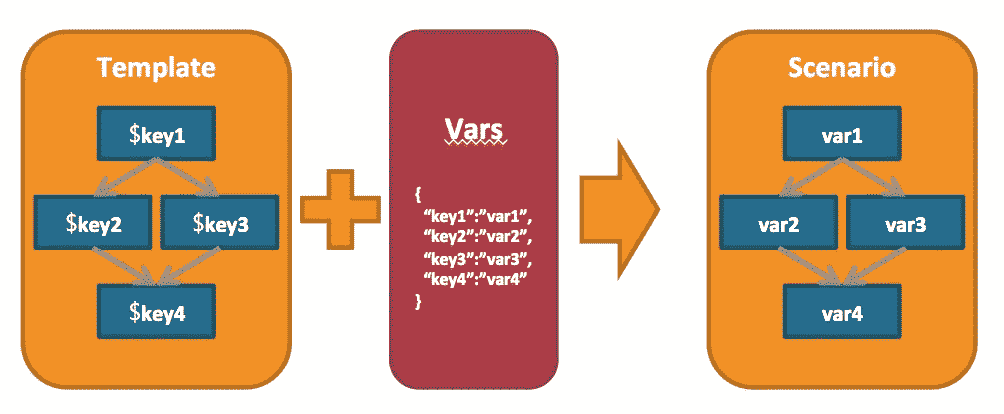 Template
$key1
$key2
$key3
$key4
Vars
{
“key1”:”var1”,
“key2”:”var2”,
“key3”:”var3”,
“key4”:”var4”
}
Scenario
var1
var2
var3
var4